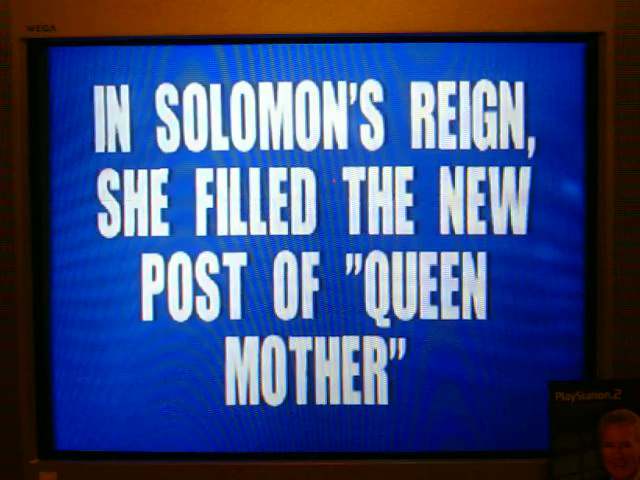 WEGA
IN SOLOMON'S REIGN,
SHE FILLED THE NEW
POST OF "QUEEN
MOTHER"
PlayStation.2